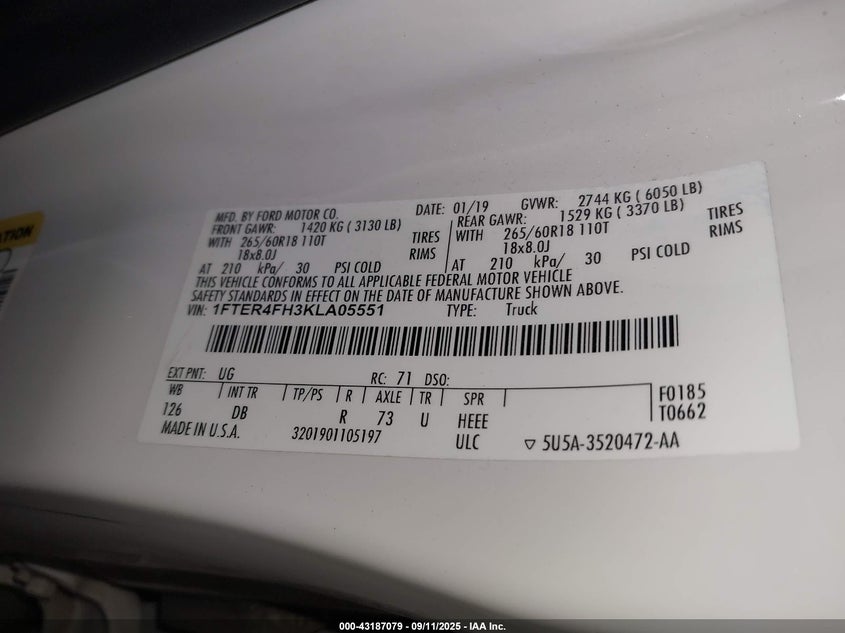 ATION
MFD. BY FORD MOTOR CO. DATE: 01/19 GVWR: 2744 KG ( 6050 LB)
FRONT GAWR: 1420 KG ( 3130 LB) REAR GAWR: 1529 KG ( 3370 LB)
WITH 265/60R18 110T TIRES WITH 265/60R18 110T TIRES
18x8.0J RIMS 18x8.0J RIMS
AT 210 kPa/ 30 PSI COLD AT 210 kPa/ 30 PSI COLD
THIS VEHICLE CONFORMS TO ALL APPLICABLE FEDERAL MOTOR VEHICLE
SAFETY STANDARDS IN EFFECT ON THE DATE OF MANUFACTURE SHOWN ABOVE.
VIN: 1FTER4FH3KLA05551 TYPE: Truck
EXT PNT: UG RC: 71 DSO:
WB INT TR TP/PS R AXLE TR SPR F0185
126 DB R 73 U HEEE T0662
MADE IN U.S.A. 3201901105197 ULC ▽ 5U5A-3520472-AA
000-43187079 - 09/11/2025 - IAA Inc.